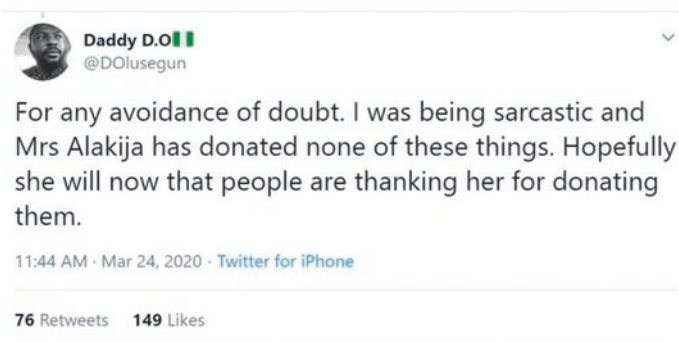 Daddy D.O🇳🇬
@DOlusegun
For any avoidance of doubt. I was being sarcastic and
Mrs Alakija has donated none of these things. Hopefully
she will now that people are thanking her for donating
them.
11:44 AM · Mar 24, 2020 · Twitter for iPhone
76 Retweets 149 Likes